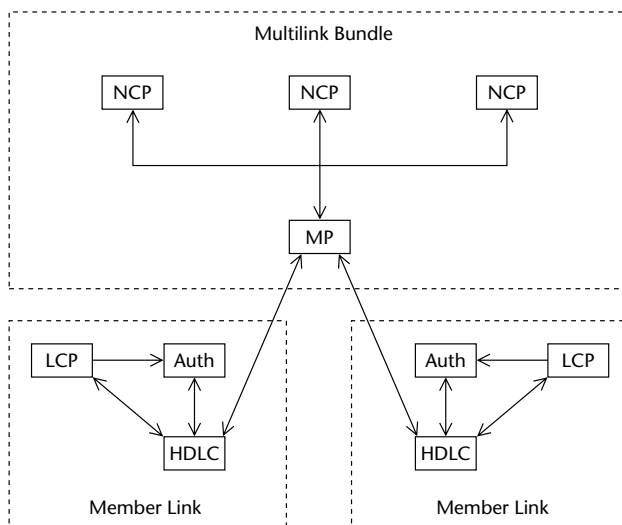 Multilink Bundle
NCP NCP NCP
MP
LCP Auth Auth LCP
HDLC HDLC
Member Link Member Link